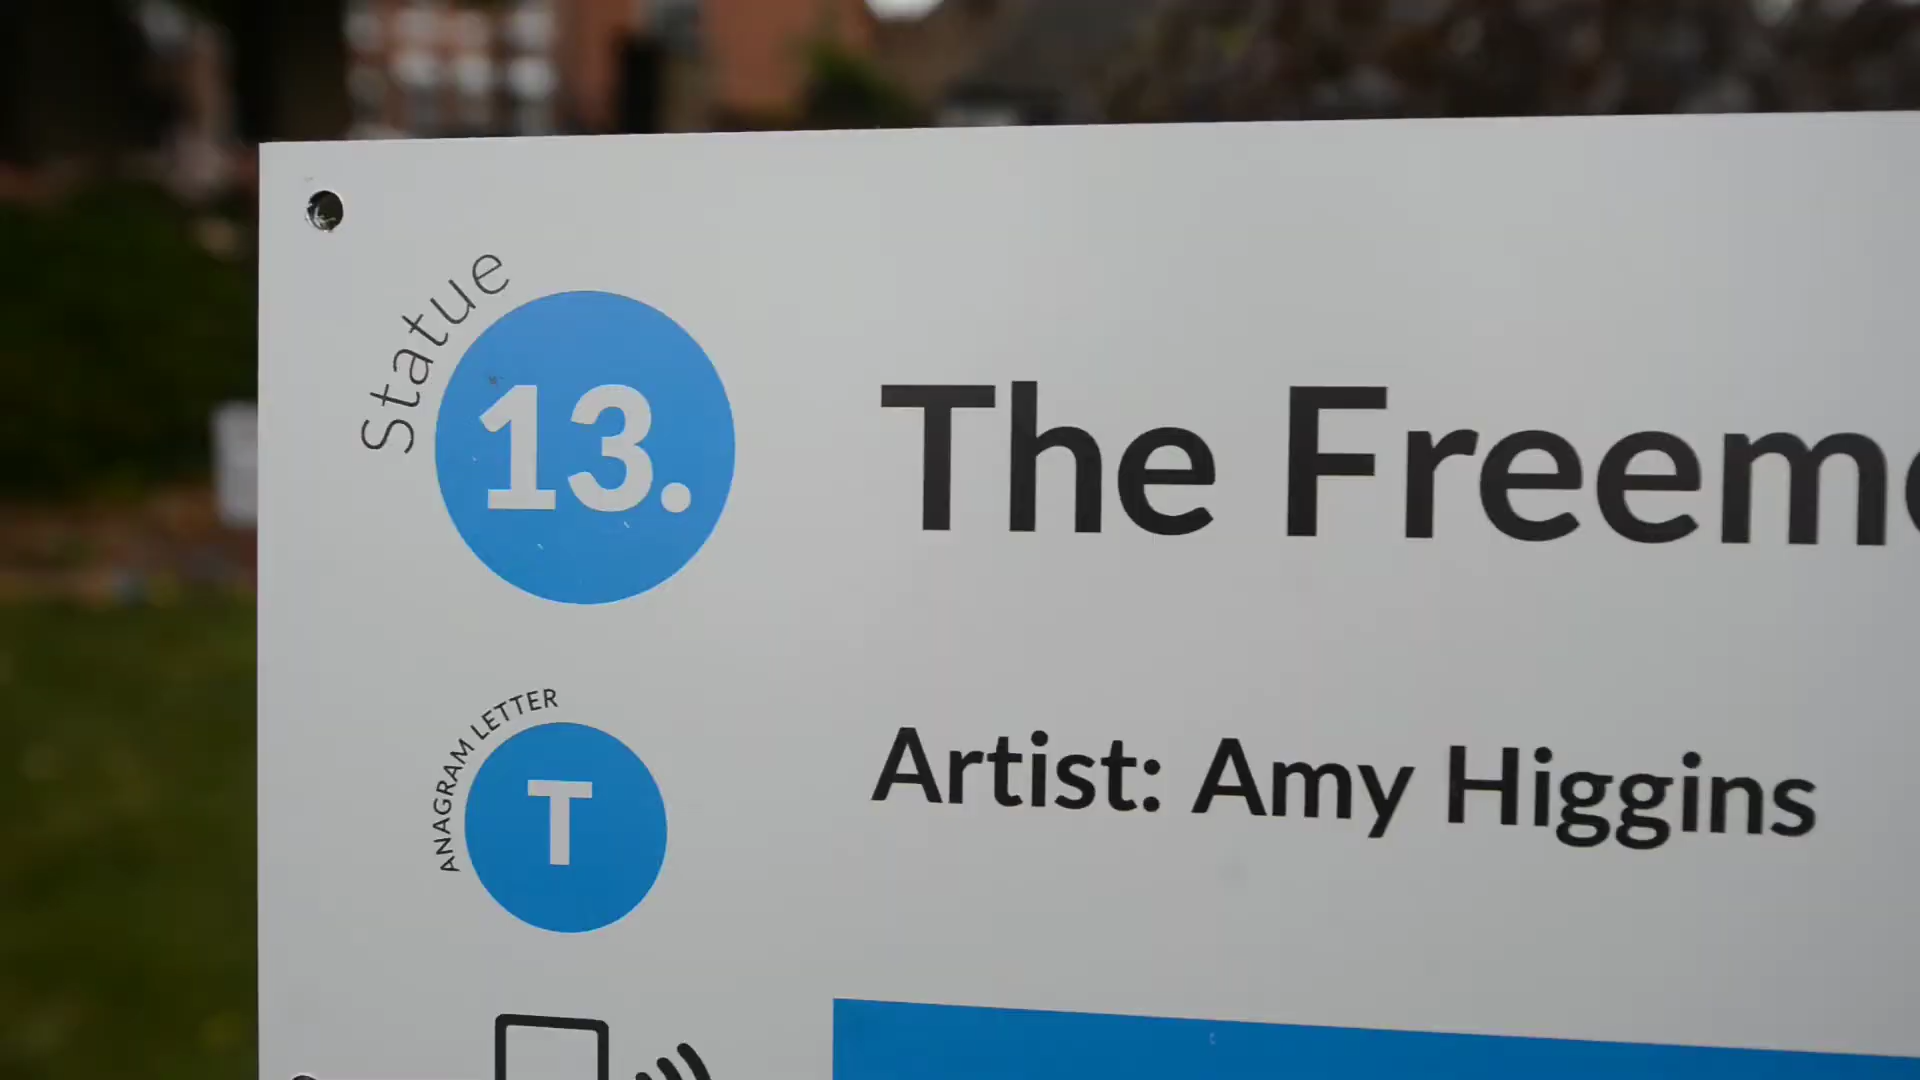 Statue
13.
The Freem
ANAGRAM LETTER
T
Artist: Amy Higgins